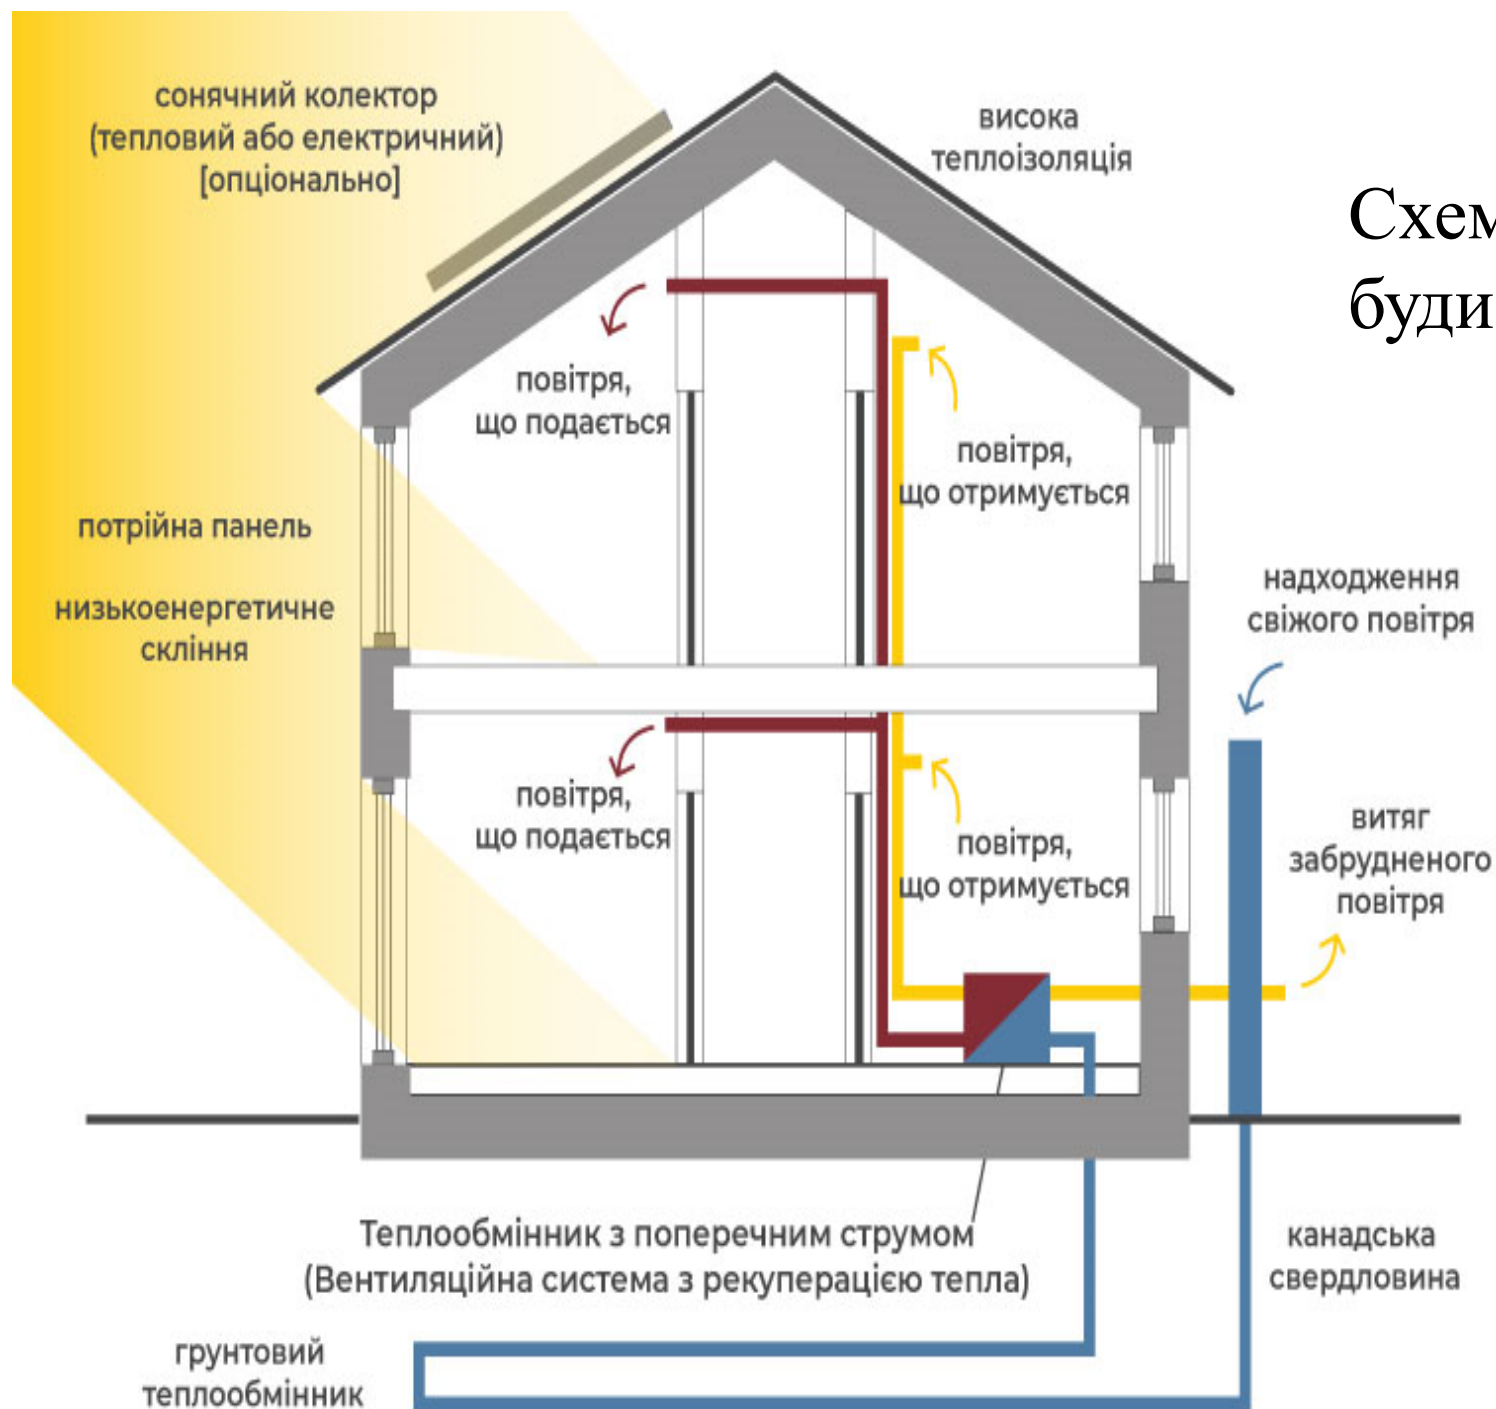 сонячний колектор
(тепловий або електричний)
[опціонально]
висока
теплоізоляція
Схем
буди
повітря,
що подається
повітря,
що отримується
потрійна панель
низькоенергетичне
скління
надходження
свіжого повітря
повітря,
що подається
повітря,
що отримується
витяг
забрудненого
повітря
Теплообмінник з поперечним струмом
(Вентиляційна система з рекуперацією тепла)
канадська
свердловина
грунтовий
теплообмінник